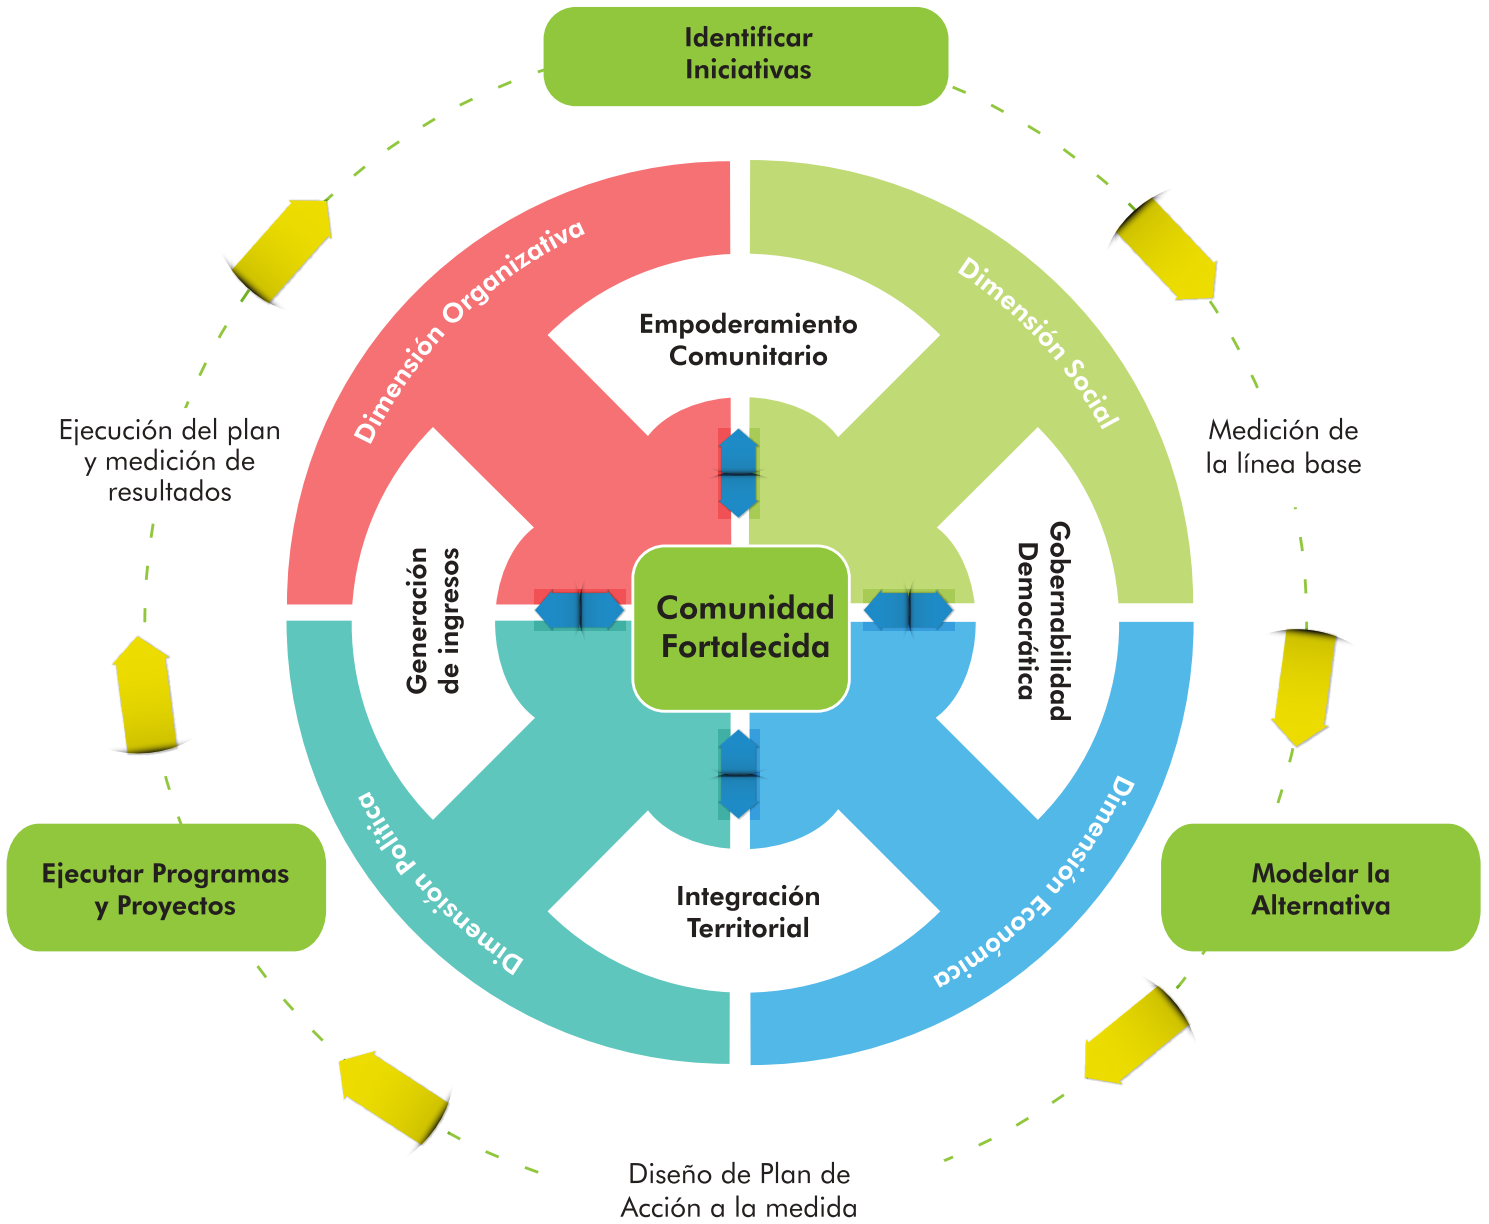 Identificar
Iniciativas
Dimensión Organizativa
Dimensión Social
Empoderamiento
Comunitario
Ejecución del plan
y medición de
resultados
Medición de
la línea base
Generación
de ingresos
Comunidad
Fortalecida
Gobernabilidad
Democrática
Dimensión Política
Dimensión Económica
Ejecutar Programas
y Proyectos
Integración
Territorial
Modelar la
Alternativa
Diseño de Plan de
Acción a la medida